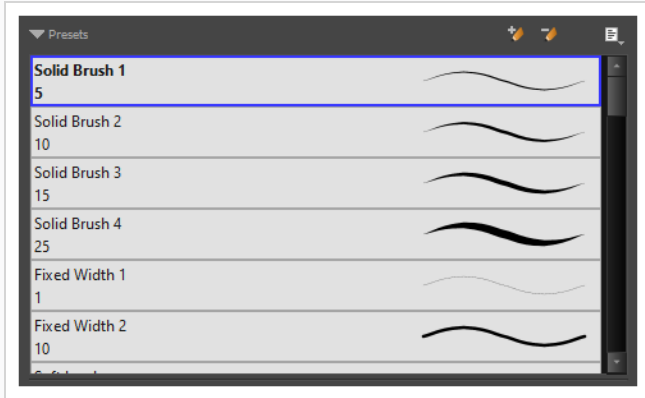 Presets
Solid Brush 1
5
Solid Brush 2
10
Solid Brush 3
15
Solid Brush 4
25
Fixed Width 1
1
Fixed Width 2
10